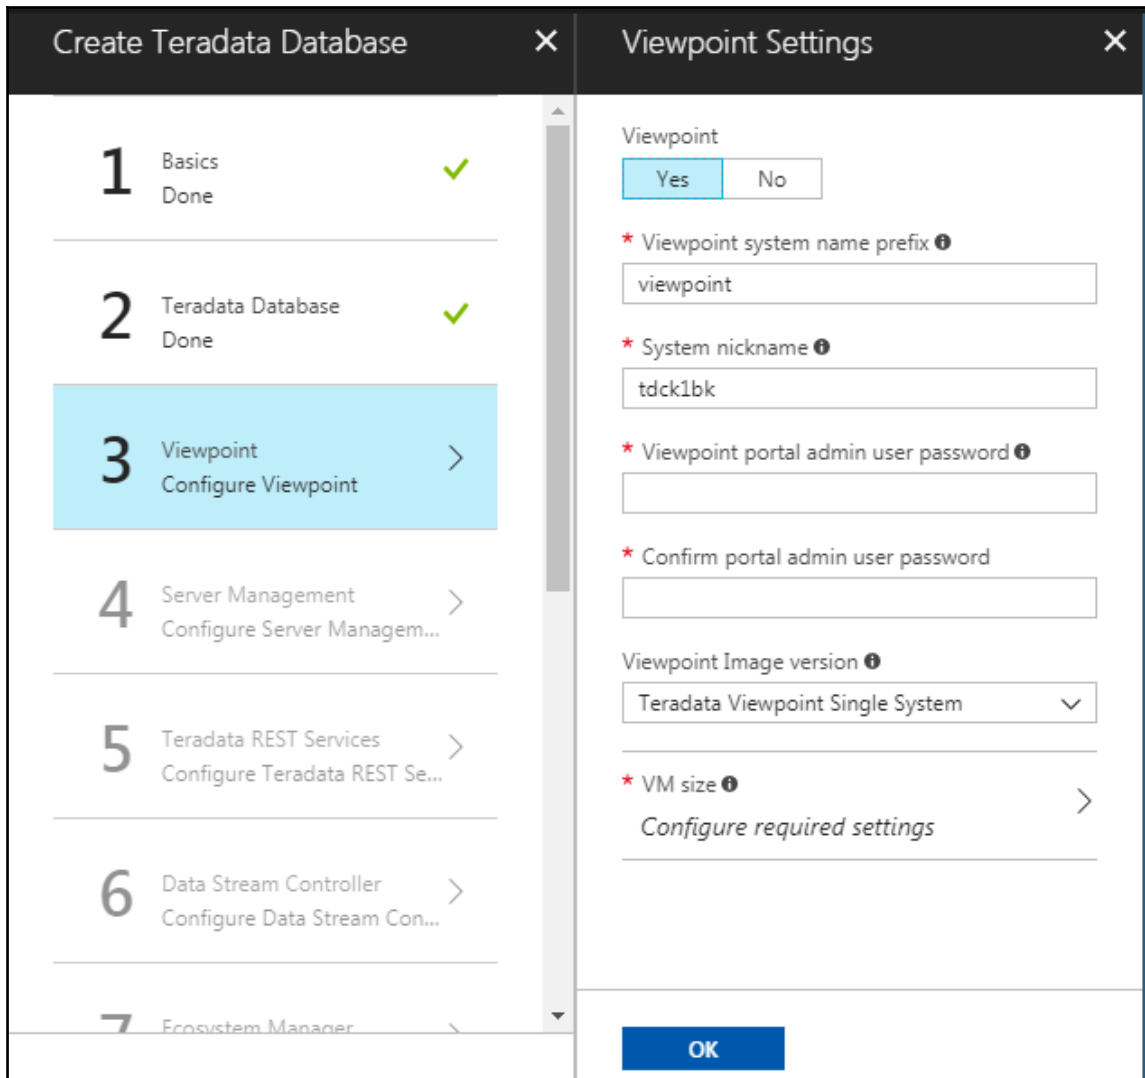 Create Teradata Database
1
Basics
Done
2
Teradata Database
Done
3
Viewpoint
Configure Viewpoint
4
Server Management
Configure Server Managem...
5
Teradata REST Services
Configure Teradata REST Se...
6
Data Stream Controller
Configure Data Stream Con...
7
Ecosystem Manager
Viewpoint Settings
Viewpoint
Yes No
* Viewpoint system name prefix
viewpoint
* System nickname
tdck1bk
* Viewpoint portal admin user password
* Confirm portal admin user password
Viewpoint Image version
Teradata Viewpoint Single System
* VM size
Configure required settings
OK